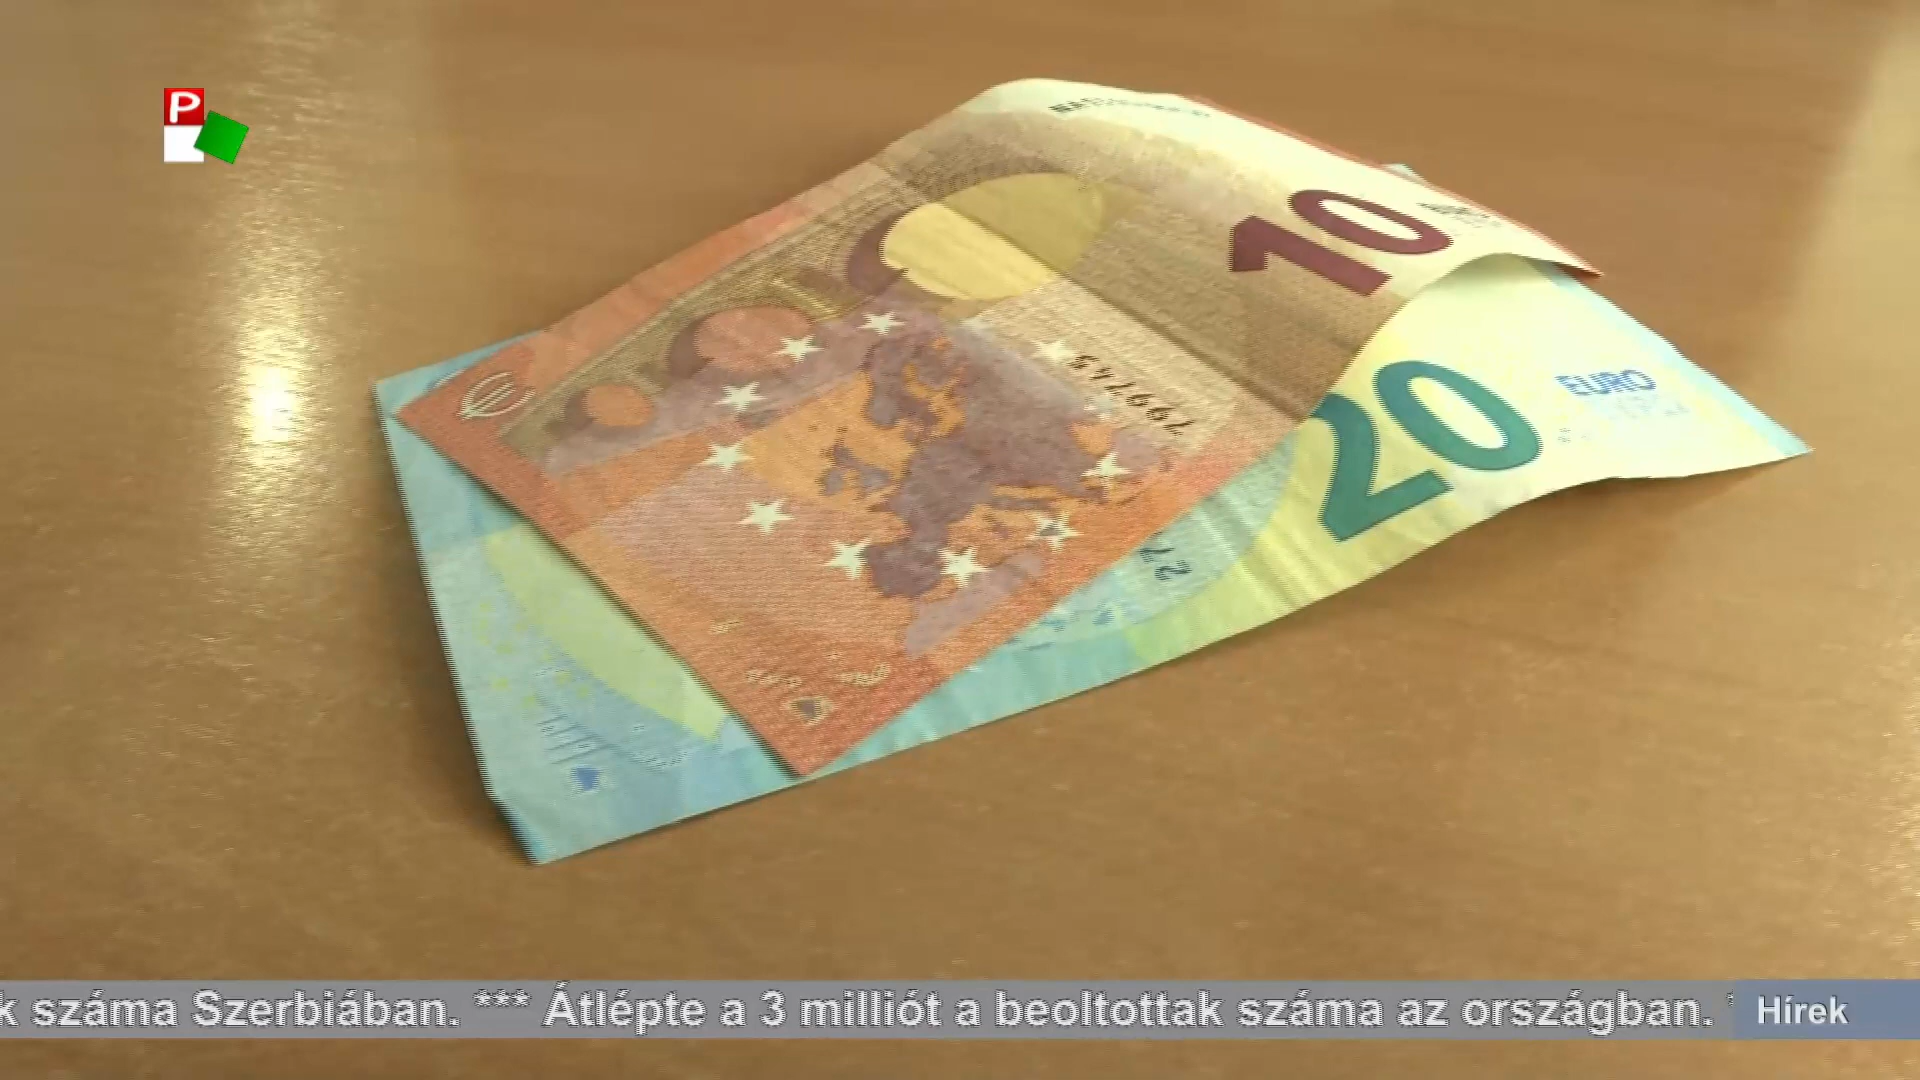 P
10
20
EURO
k száma Szerbiában. *** Átlépte a 3 milliót a beoltottak száma az országban. *
Hírek